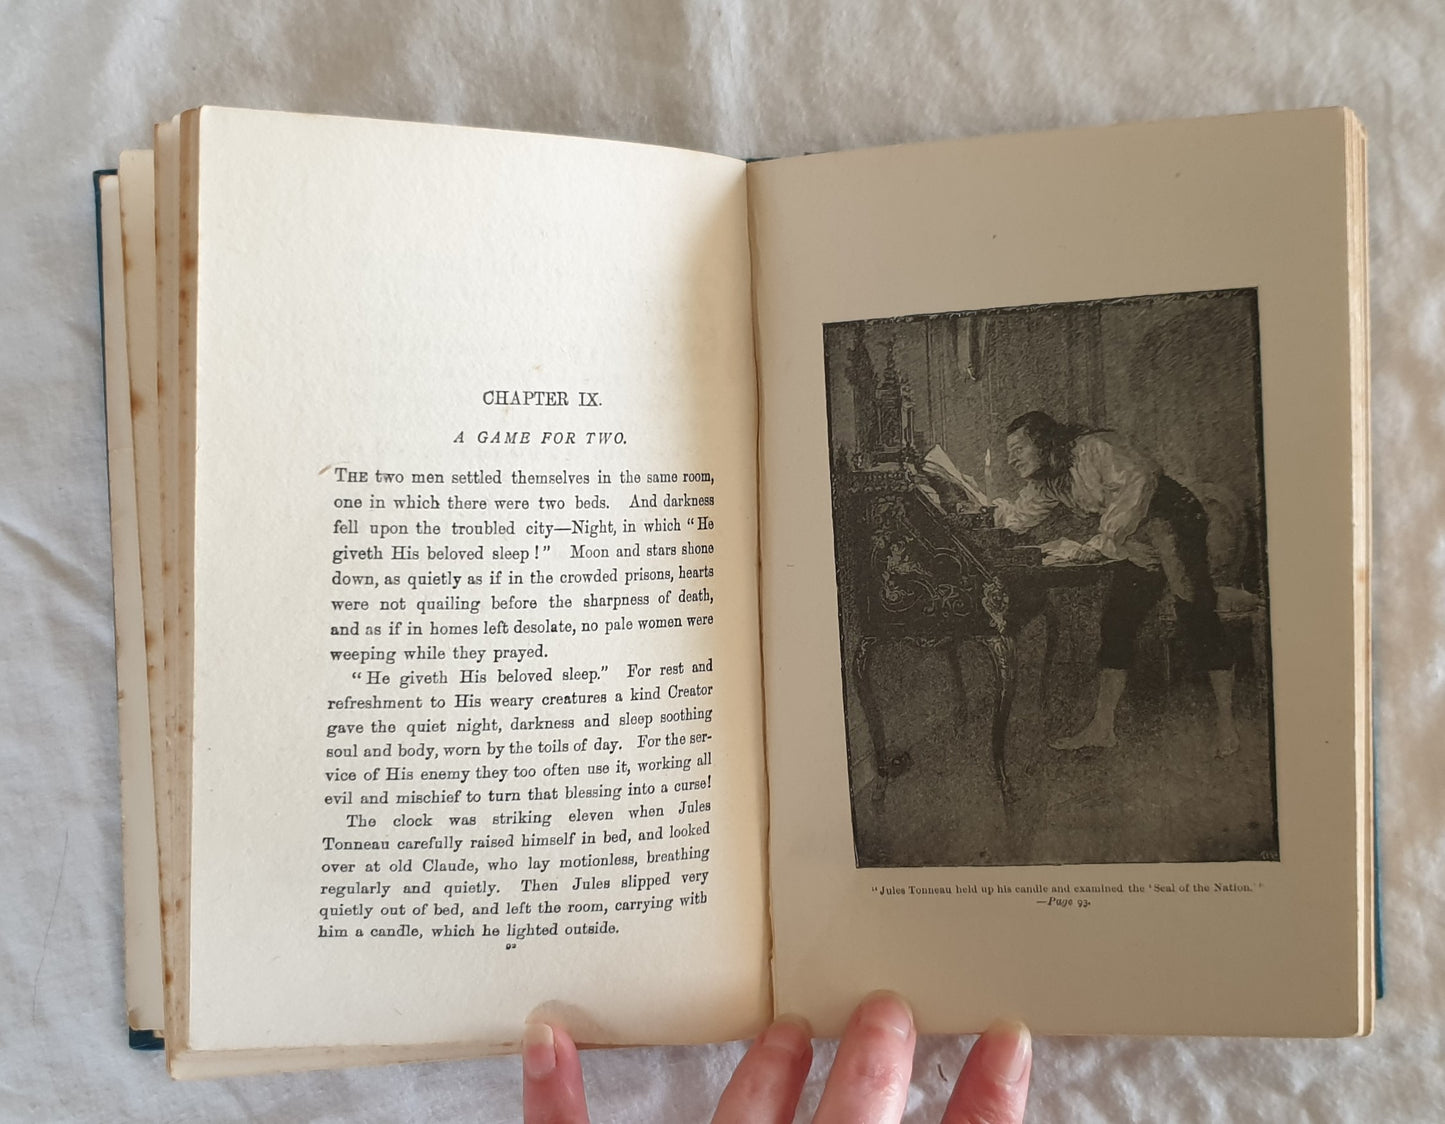 CHAPTER IX.
A GAME FOR TWO.
THE two men settled themselves in the same room,
one in which there were two beds. And darkness
fell upon the troubled city—Night, in which "He
giveth His beloved sleep!" Moon and stars shone
down, as quietly as if in the crowded prisons, hearts
were not quailing before the sharpness of death,
and as if in homes left desolate, no pale women were
weeping while they prayed.
"He giveth His beloved sleep." For rest and
refreshment to His weary creatures a kind Creator
gave the quiet night, darkness and sleep soothing
soul and body, worn by the toils of day. For the ser-
vice of His enemy they too often use it, working all
evil and mischief to turn that blessing into a curse!
The clock was striking eleven when Jules
Tonneau carefully raised himself in bed, and looked
over at old Claude, who lay motionless, breathing
regularly and quietly. Then Jules slipped very
quietly out of bed, and left the room, carrying with
him a candle, which he lighted outside.
92
"Jules Tonneau held up his candle and examined the 'Seal of the Nation.'"
—Page 93.